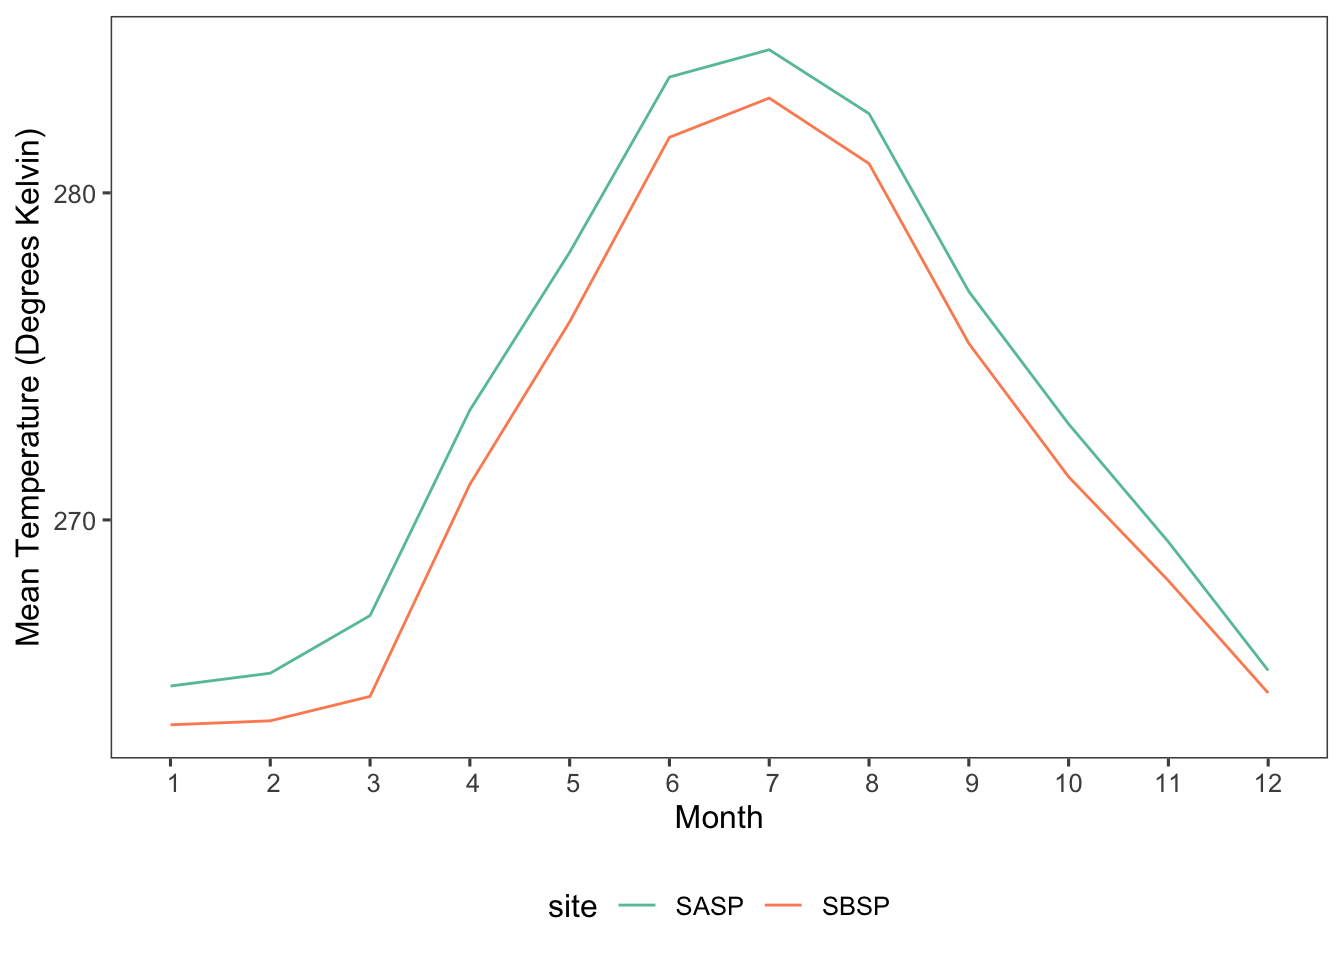 Mean Temperature (Degrees Kelvin)
280
270
1 2 3 4 5 6 7 8 9 10 11 12
Month
site SASP SBSP